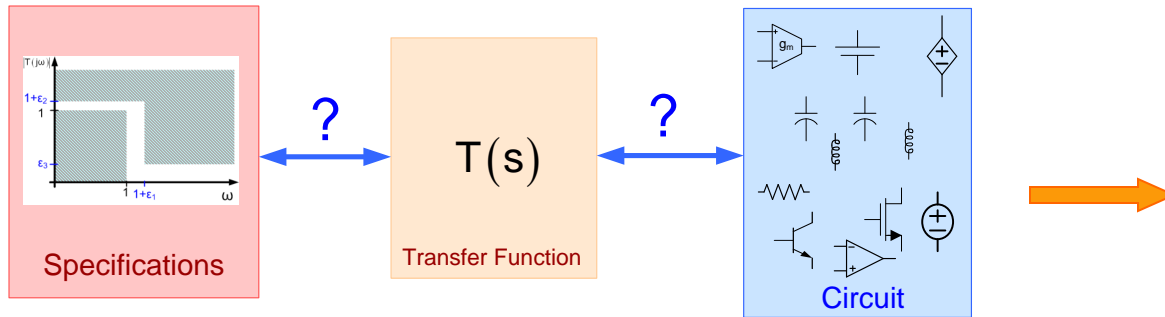 |T(jω)|
1+ε₂
1
ε₃
1
1+ε₁
ω
Specifications
?
T(s)
Transfer Function
?
gₘ
Circuit